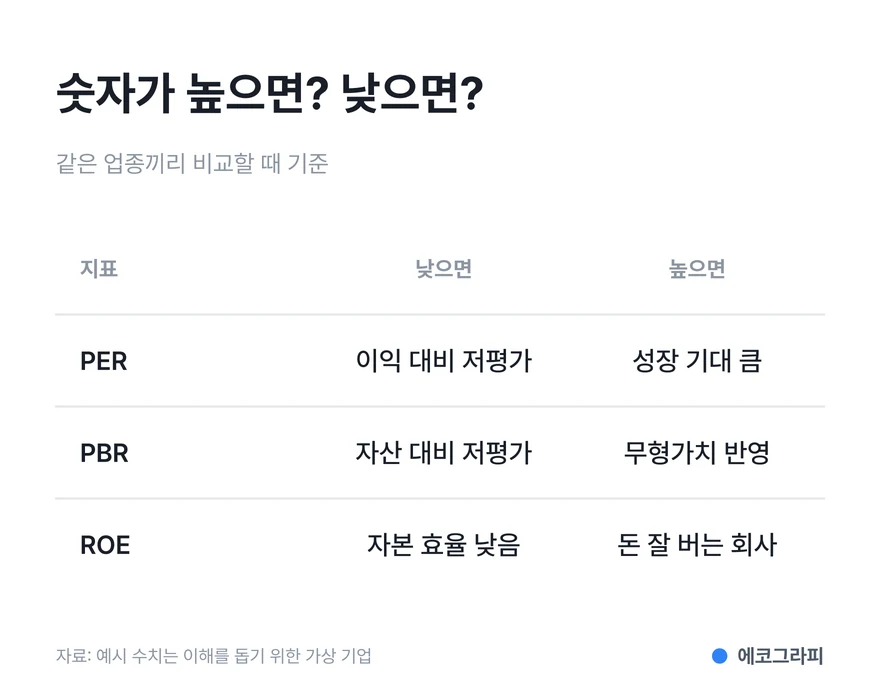 숫자가 높으면? 낮으면?
같은 업종끼리 비교할 때 기준
지표 낮으면 높으면
PER 이익 대비 저평가 성장 기대 큼
PBR 자산 대비 저평가 무형가치 반영
ROE 자본 효율 낮음 돈 잘 버는 회사
자료: 예시 수치는 이해를 돕기 위한 가상 기업 에코그라피